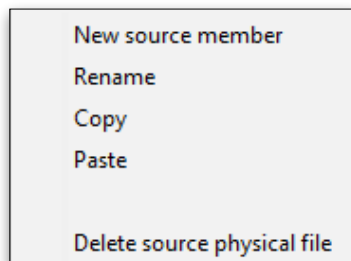 New source member
Rename
Copy
Paste
Delete source physical file